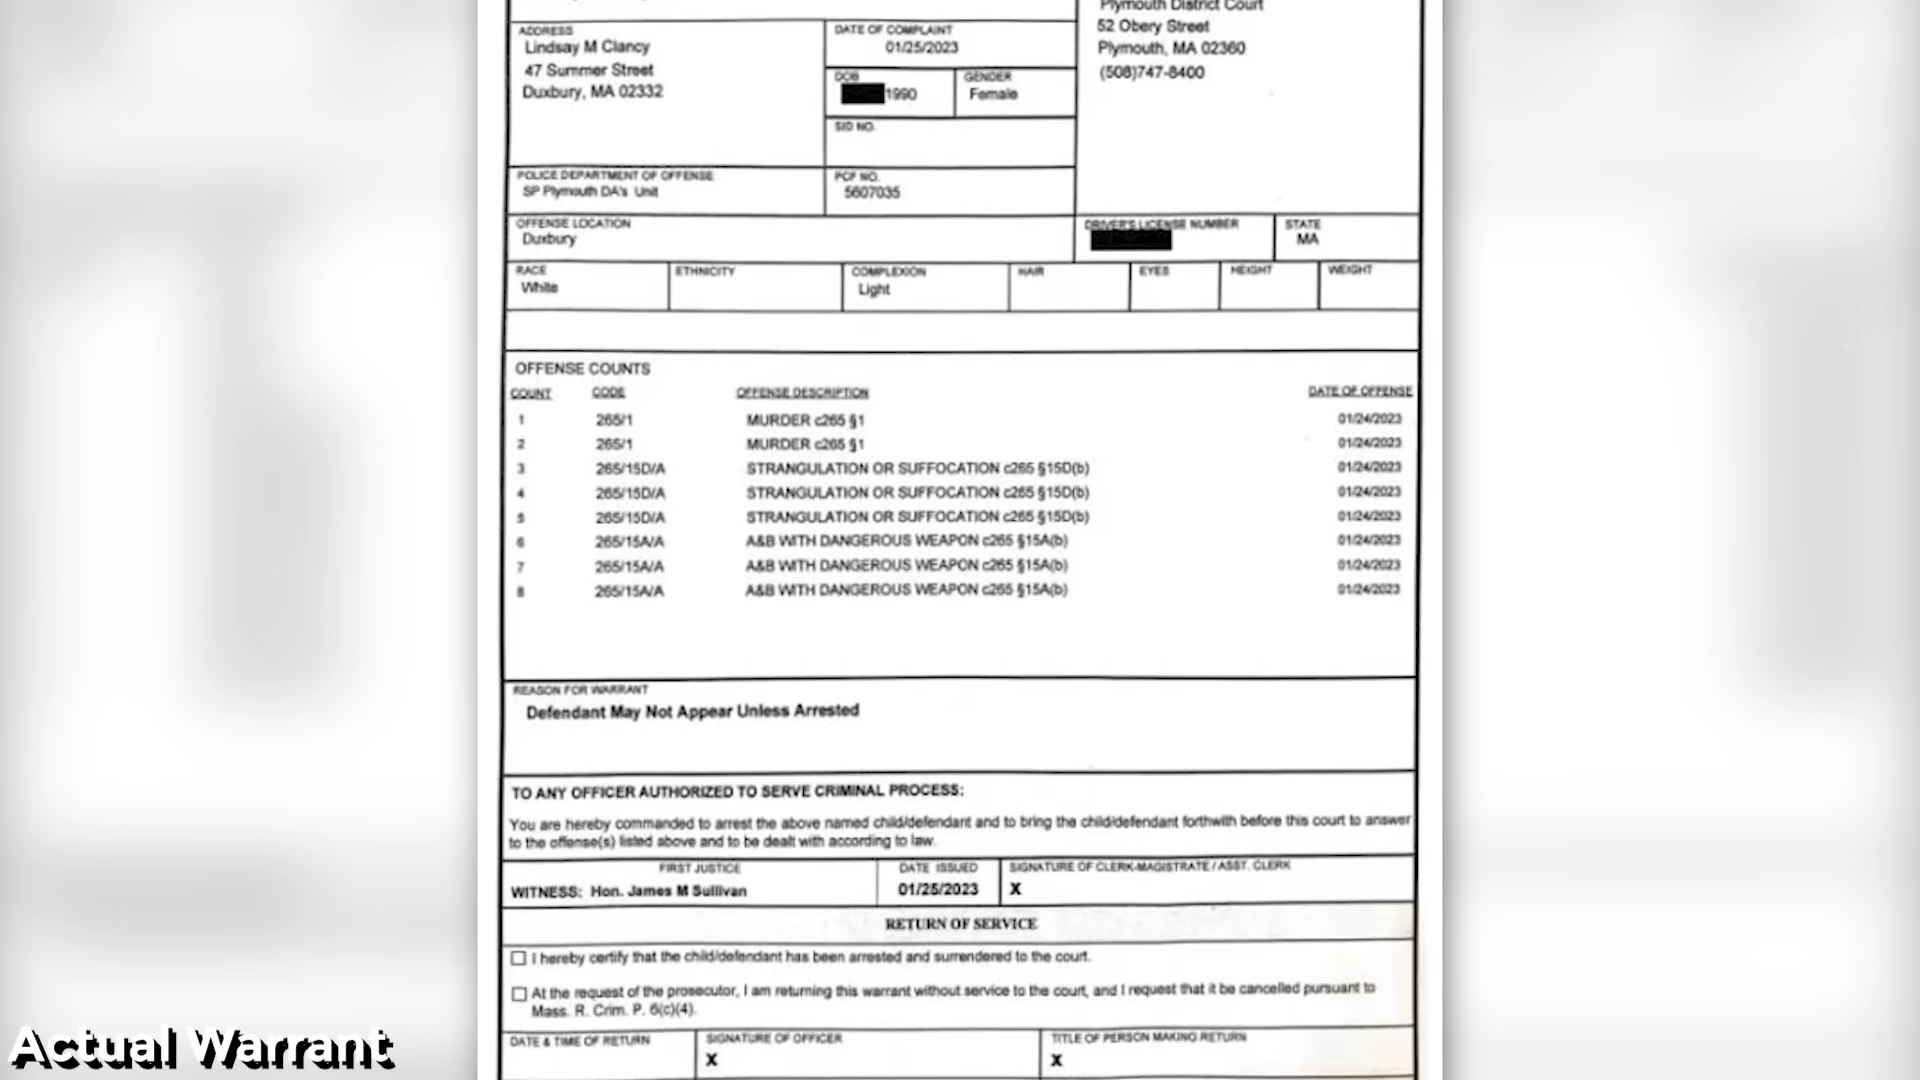 Plymouth District Court
52 Obery Street
Plymouth, MA 02360
(508)747-8400
ADDRESS
Lindsay M Clancy
47 Summer Street
Duxbury, MA 02332
DATE OF COMPLAINT
01/25/2023
DOB
1990
GENDER
Female
SID NO.
POLICE DEPARTMENT OF OFFENSE
SP Plymouth DA's Unit
PCF NO.
5607035
OFFENSE LOCATION
Duxbury
DRIVER'S LICENSE NUMBER
STATE
MA
RACE
White
ETHNICITY
COMPLEXION
Light
HAIR
EYES
HEIGHT
WEIGHT
OFFENSE COUNTS
COUNT CODE OFFENSE DESCRIPTION DATE OF OFFENSE
1 265/1 MURDER c265 §1 01/24/2023
2 265/1 MURDER c265 §1 01/24/2023
3 265/15D/A STRANGULATION OR SUFFOCATION c265 §15D(b) 01/24/2023
4 265/15D/A STRANGULATION OR SUFFOCATION c265 §15D(b) 01/24/2023
5 265/15D/A STRANGULATION OR SUFFOCATION c265 §15D(b) 01/24/2023
6 265/15A/A A&B WITH DANGEROUS WEAPON c265 §15A(b) 01/24/2023
7 265/15A/A A&B WITH DANGEROUS WEAPON c265 §15A(b) 01/24/2023
8 265/15A/A A&B WITH DANGEROUS WEAPON c265 §15A(b) 01/24/2023
REASON FOR WARRANT
Defendant May Not Appear Unless Arrested
TO ANY OFFICER AUTHORIZED TO SERVE CRIMINAL PROCESS:
You are hereby commanded to arrest the above named child/defendant and to bring the child/defendant forthwith before this court to answer
to the offense(s) listed above and to be dealt with according to law.
FIRST JUSTICE
WITNESS: Hon. James M Sullivan
DATE ISSUED
01/25/2023
SIGNATURE OF CLERK-MAGISTRATE / ASST. CLERK
X
RETURN OF SERVICE
I hereby certify that the child/defendant has been arrested and surrendered to the court.
At the request of the prosecutor, I am returning this warrant without service to the court, and I request that it be cancelled pursuant to
Mass. R. Crim. P. 6(c)(4).
DATE & TIME OF RETURN
SIGNATURE OF OFFICER
X
TITLE OF PERSON MAKING RETURN
X
Actual Warrant